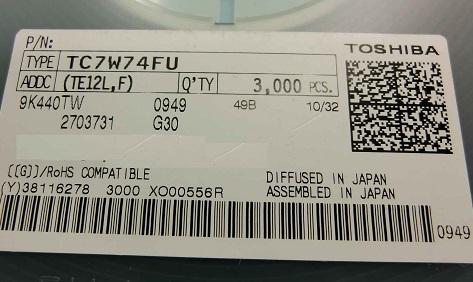 P/N:
TOSHIBA
TYPE TC7W74FU
ADDC (TE12L,F) Q'TY 3,000 PCS.
9K440TW 0949 49B 10/32
2703731 G30
[[G]]/RoHS COMPATIBLE DIFFUSED IN JAPAN
(Y)38116278 3000 XO00556R ASSEMBLED IN JAPAN
0949